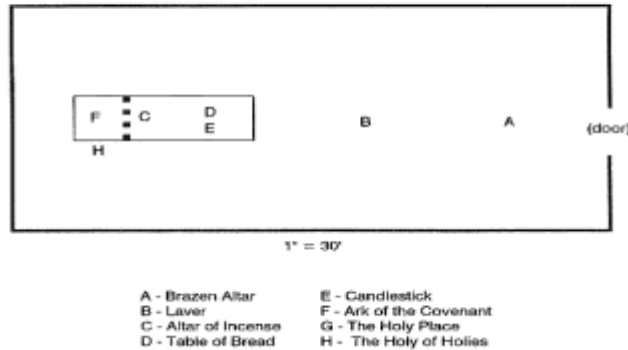 F C D
E
H
B
A
(door)
1" = 30'
A - Brazen Altar
B - Laver
C - Altar of Incense
D - Table of Bread
E - Candlestick
F - Ark of the Covenant
G - The Holy Place
H - The Holy of Holies